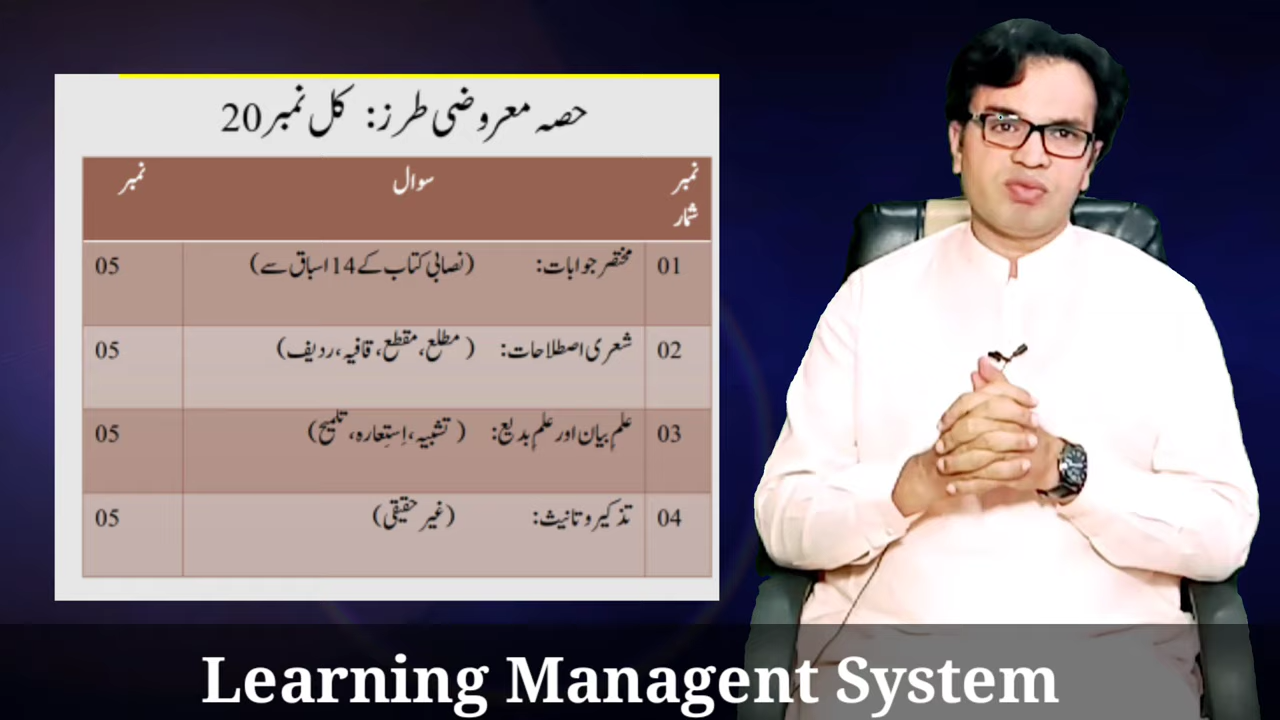 حصہ معروضی طرز: کل نمبر 20
نمبر شمار سوال نمبر
01 مختصر جوابات: (نصابی کتاب کے 14 اسباق سے) 05
02 شعری اصطلاحات: (مطلع، مقطع، قافیہ، ردیف) 05
03 علمِ بیان اور علمِ بدیع: (تشبیہ، اِستِعارہ، تلمیح) 05
04 تذکیر و تانیث: (غیر حقیقی) 05
Learning Managent System